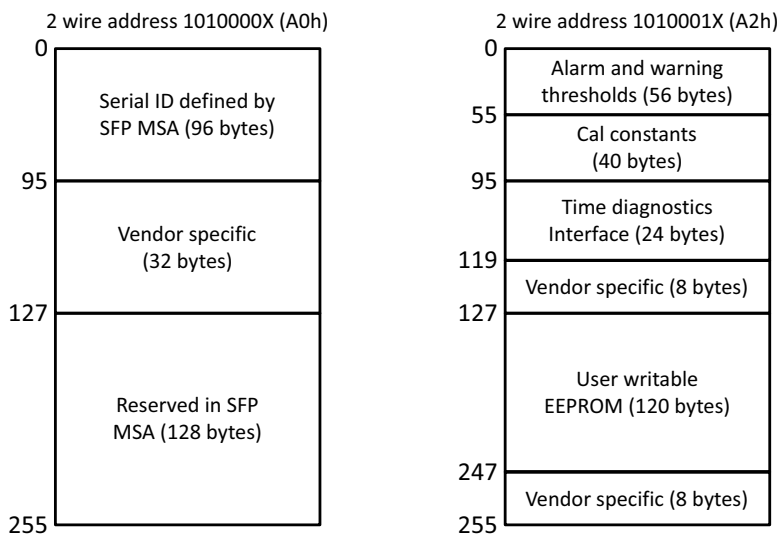 2 wire address 1010000X (A0h)
0
Serial ID defined by
SFP MSA (96 bytes)
95
Vendor specific
(32 bytes)
127
Reserved in SFP
MSA (128 bytes)
255
2 wire address 1010001X (A2h)
0
Alarm and warning
thresholds (56 bytes)
55
Cal constants
(40 bytes)
95
Time diagnostics
Interface (24 bytes)
119
Vendor specific (8 bytes)
127
User writable
EEPROM (120 bytes)
247
Vendor specific (8 bytes)
255